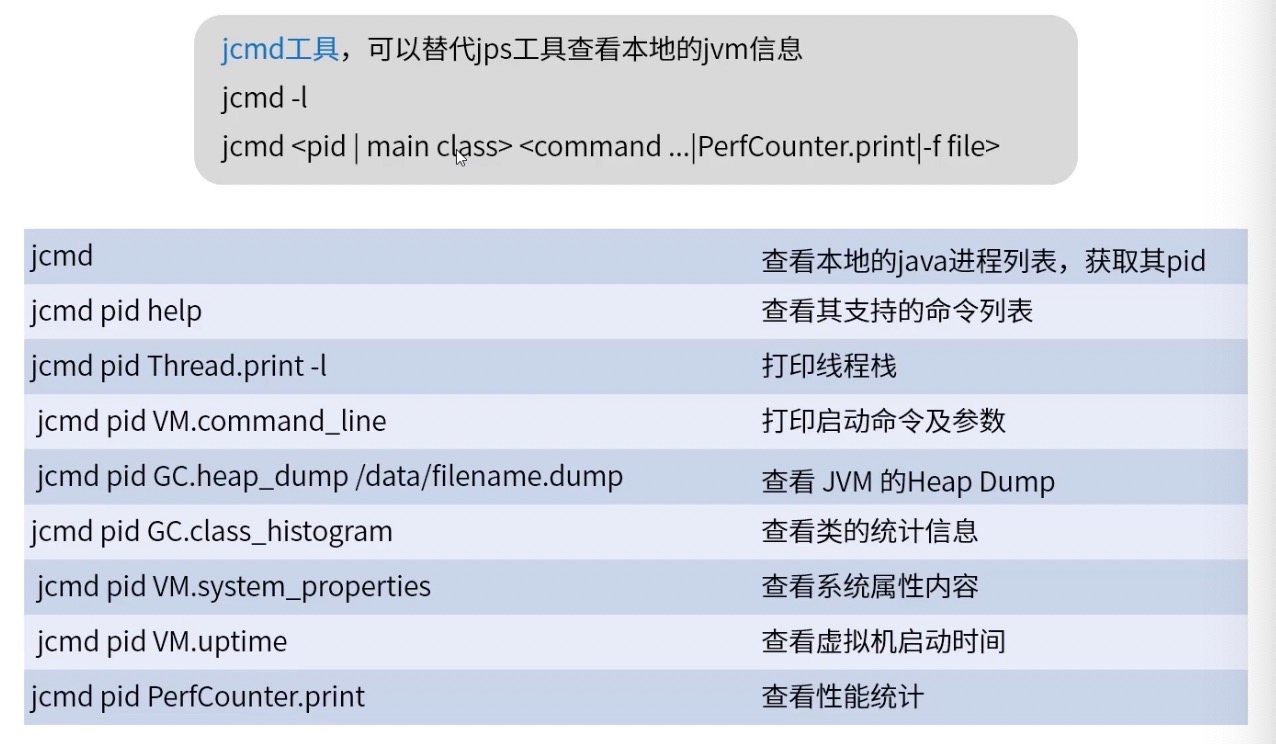 jcmd工具，可以替代jps工具查看本地的jvm信息
jcmd -l
jcmd <pid | main class> <command ...|PerfCounter.print|-f file>
jcmd 查看本地的java进程列表，获取其pid
jcmd pid help 查看其支持的命令列表
jcmd pid Thread.print -l 打印线程栈
jcmd pid VM.command_line 打印启动命令及参数
jcmd pid GC.heap_dump /data/filename.dump 查看 JVM 的Heap Dump
jcmd pid GC.class_histogram 查看类的统计信息
jcmd pid VM.system_properties 查看系统属性内容
jcmd pid VM.uptime 查看虚拟机启动时间
jcmd pid PerfCounter.print 查看性能统计